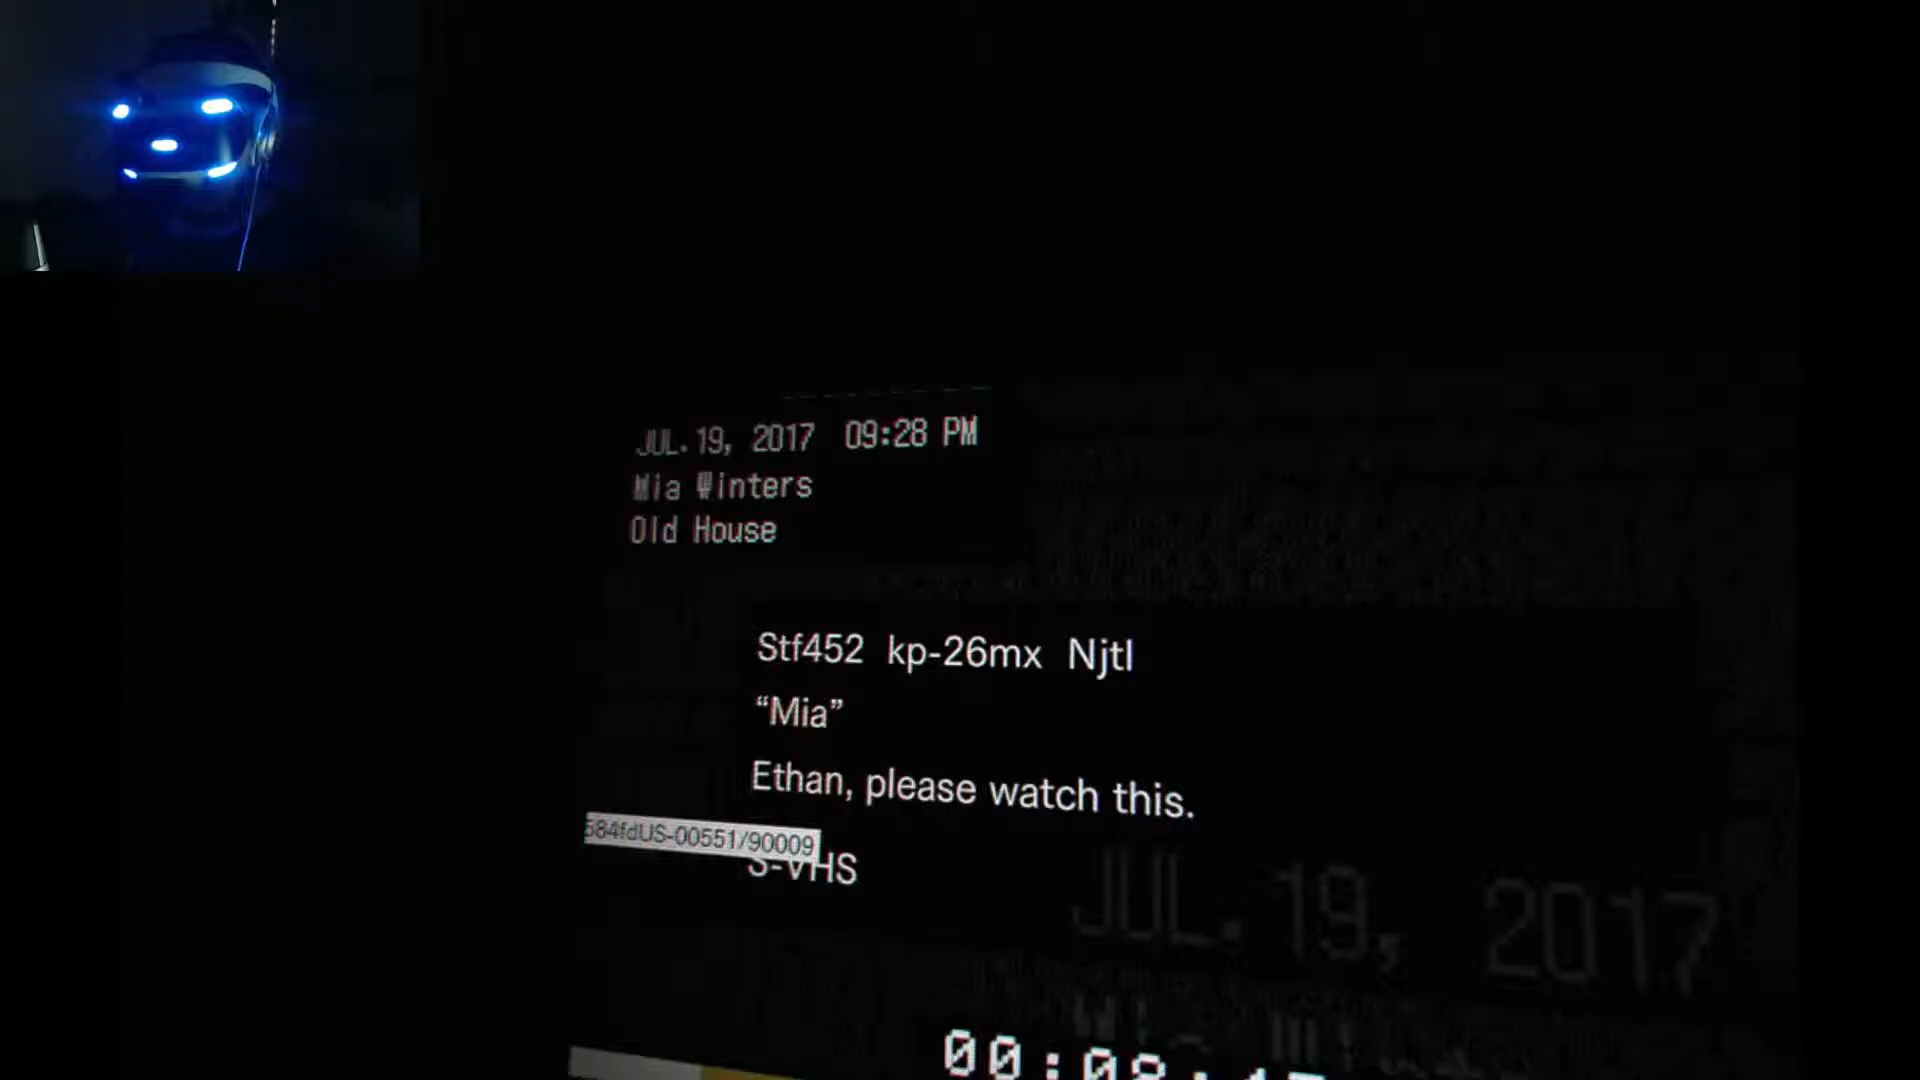 JUL.19, 2017 09:28 PM
Mia Winters
Old House
Stf452 kp-26mx Njtl
“Mia”
Ethan, please watch this.
584fdUS-00551/90009
S-VHS
JUL.19, 2017